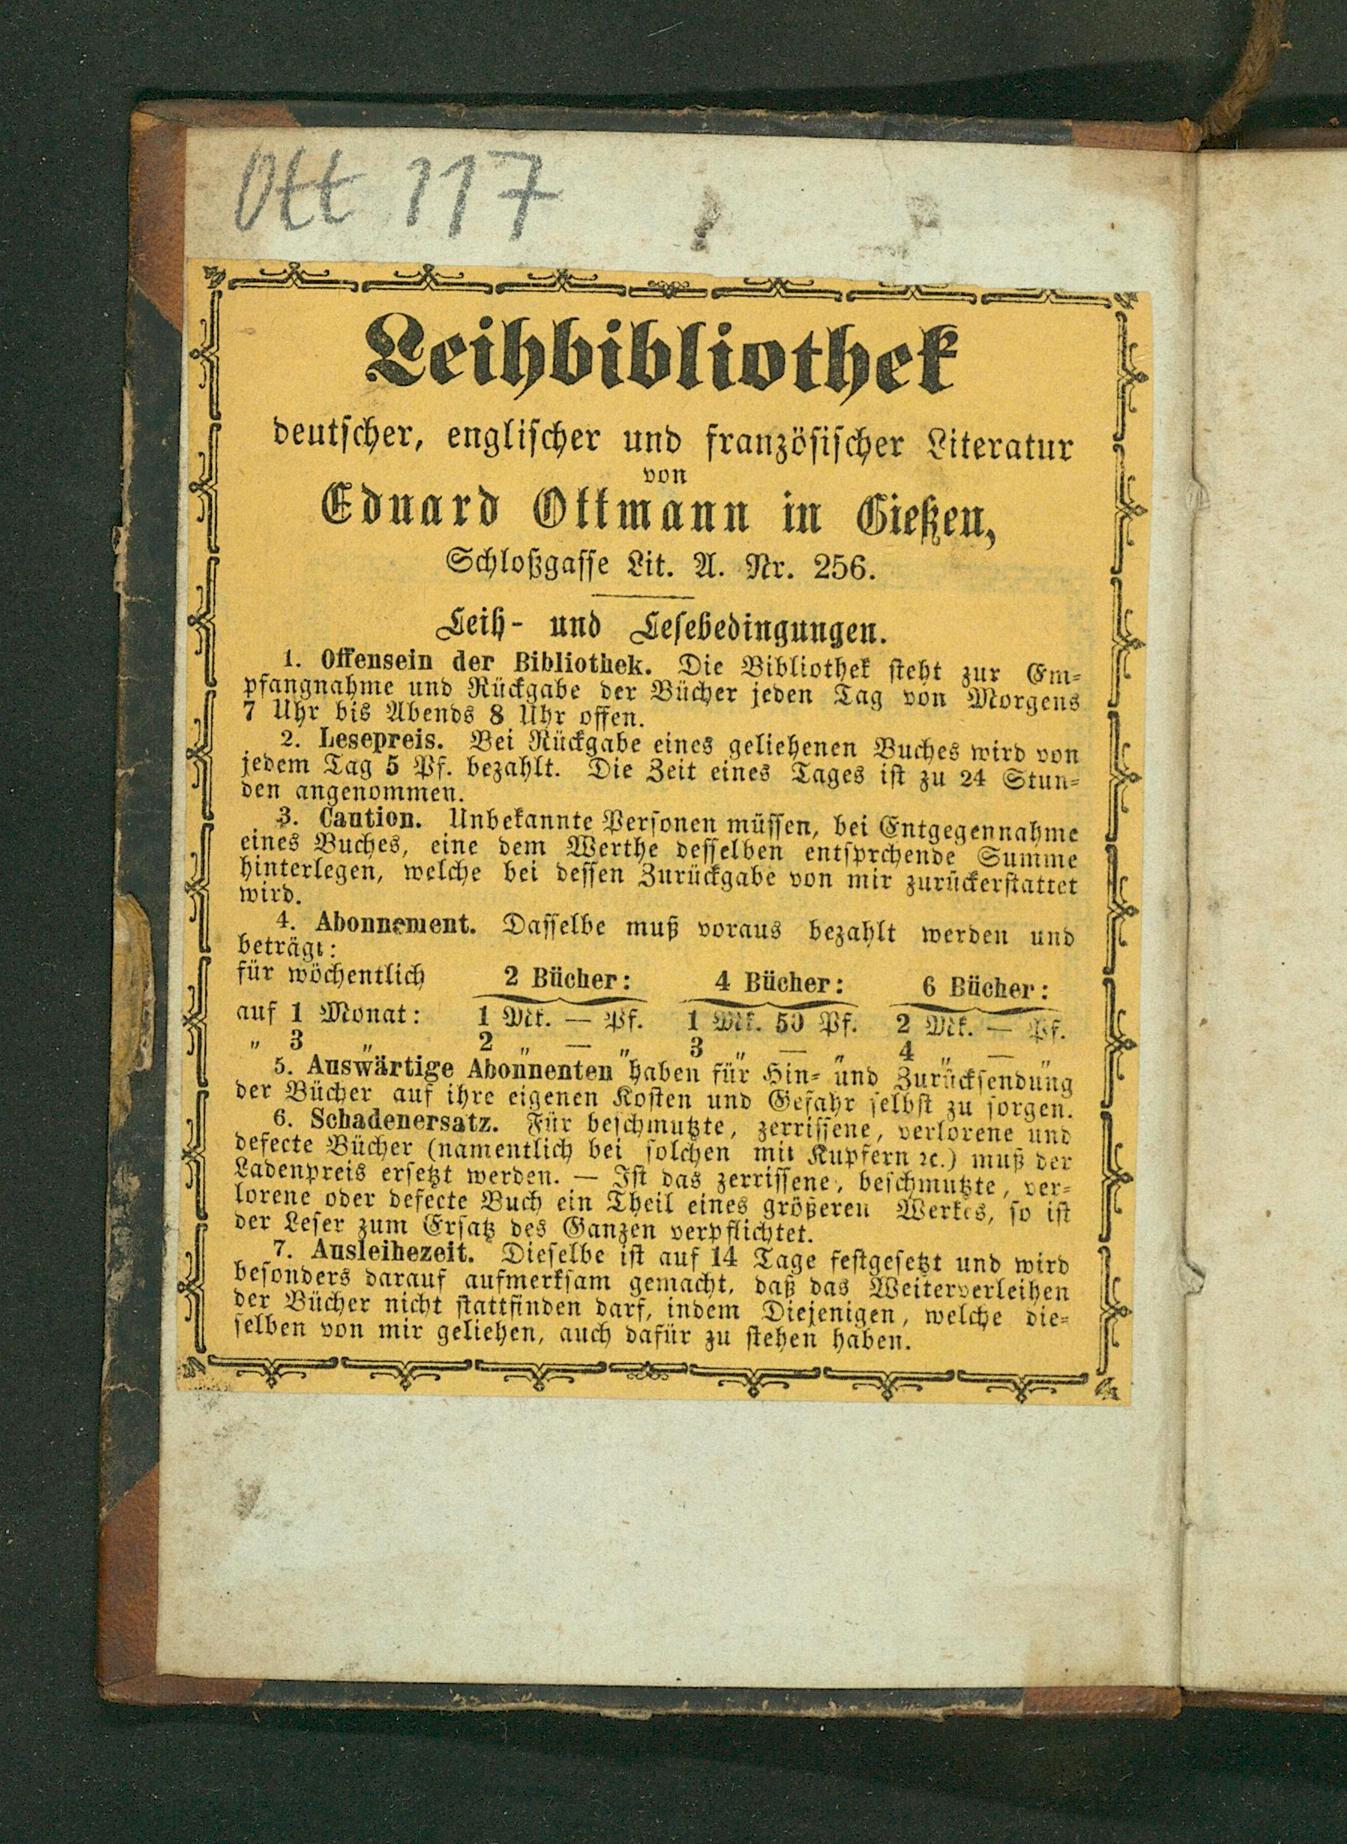 Ott 117
Leihbibliothek
deutscher, englischer und französischer Literatur
von
Eduard Ottmann in Gießen,
Schloßgasse Lit. A. Nr. 256.
Leih- und Lesebedingungen.
1. Offensein der Bibliothek. Die Bibliothek steht zur Em-
pfangnahme und Rückgabe der Bücher jeden Tag von Morgens
7 Uhr bis Abends 8 Uhr offen.
2. Lesepreis. Bei Rückgabe eines geliehenen Buches wird von
jedem Tag 5 Pf. bezahlt. Die Zeit eines Tages ist zu 24 Stun-
den angenommen.
3. Caution. Unbekannte Personen müssen, bei Entgegennahme
eines Buches, eine dem Werthe desselben entsprchende Summe
hinterlegen, welche bei dessen Zurückgabe von mir zurückerstattet
wird.
4. Abonnement. Dasselbe muß voraus bezahlt werden und
beträgt:
für wöchentlich 2 Bücher: 4 Bücher: 6 Bücher:
auf 1 Monat: 1 Mk. — Pf. 1 Mk. 50 Pf. 2 Mk. — Pf.
„ 3 „ 2 „ — „ 3 „ — „ 4 „ — „
5. Auswärtige Abonnenten haben für Hin- und Zurücksendung
der Bücher auf ihre eigenen Kosten und Gefahr selbst zu sorgen.
6. Schadenersatz. Für beschmutzte, zerrissene, verlorene und
defecte Bücher (namentlich bei solchen mit Kupfern ꝛc.) muß der
Ladenpreis ersetzt werden. — Ist das zerrissene, beschmutzte, ver-
lorene oder defecte Buch ein Theil eines größeren Werkes, so ist
der Leser zum Ersatz des Ganzen verpflichtet.
7. Ausleihezeit. Dieselbe ist auf 14 Tage festgesetzt und wird
besonders darauf aufmerksam gemacht, daß das Weiterverleihen
der Bücher nicht stattfinden darf, indem Diejenigen, welche die-
selben von mir geliehen, auch dafür zu stehen haben.